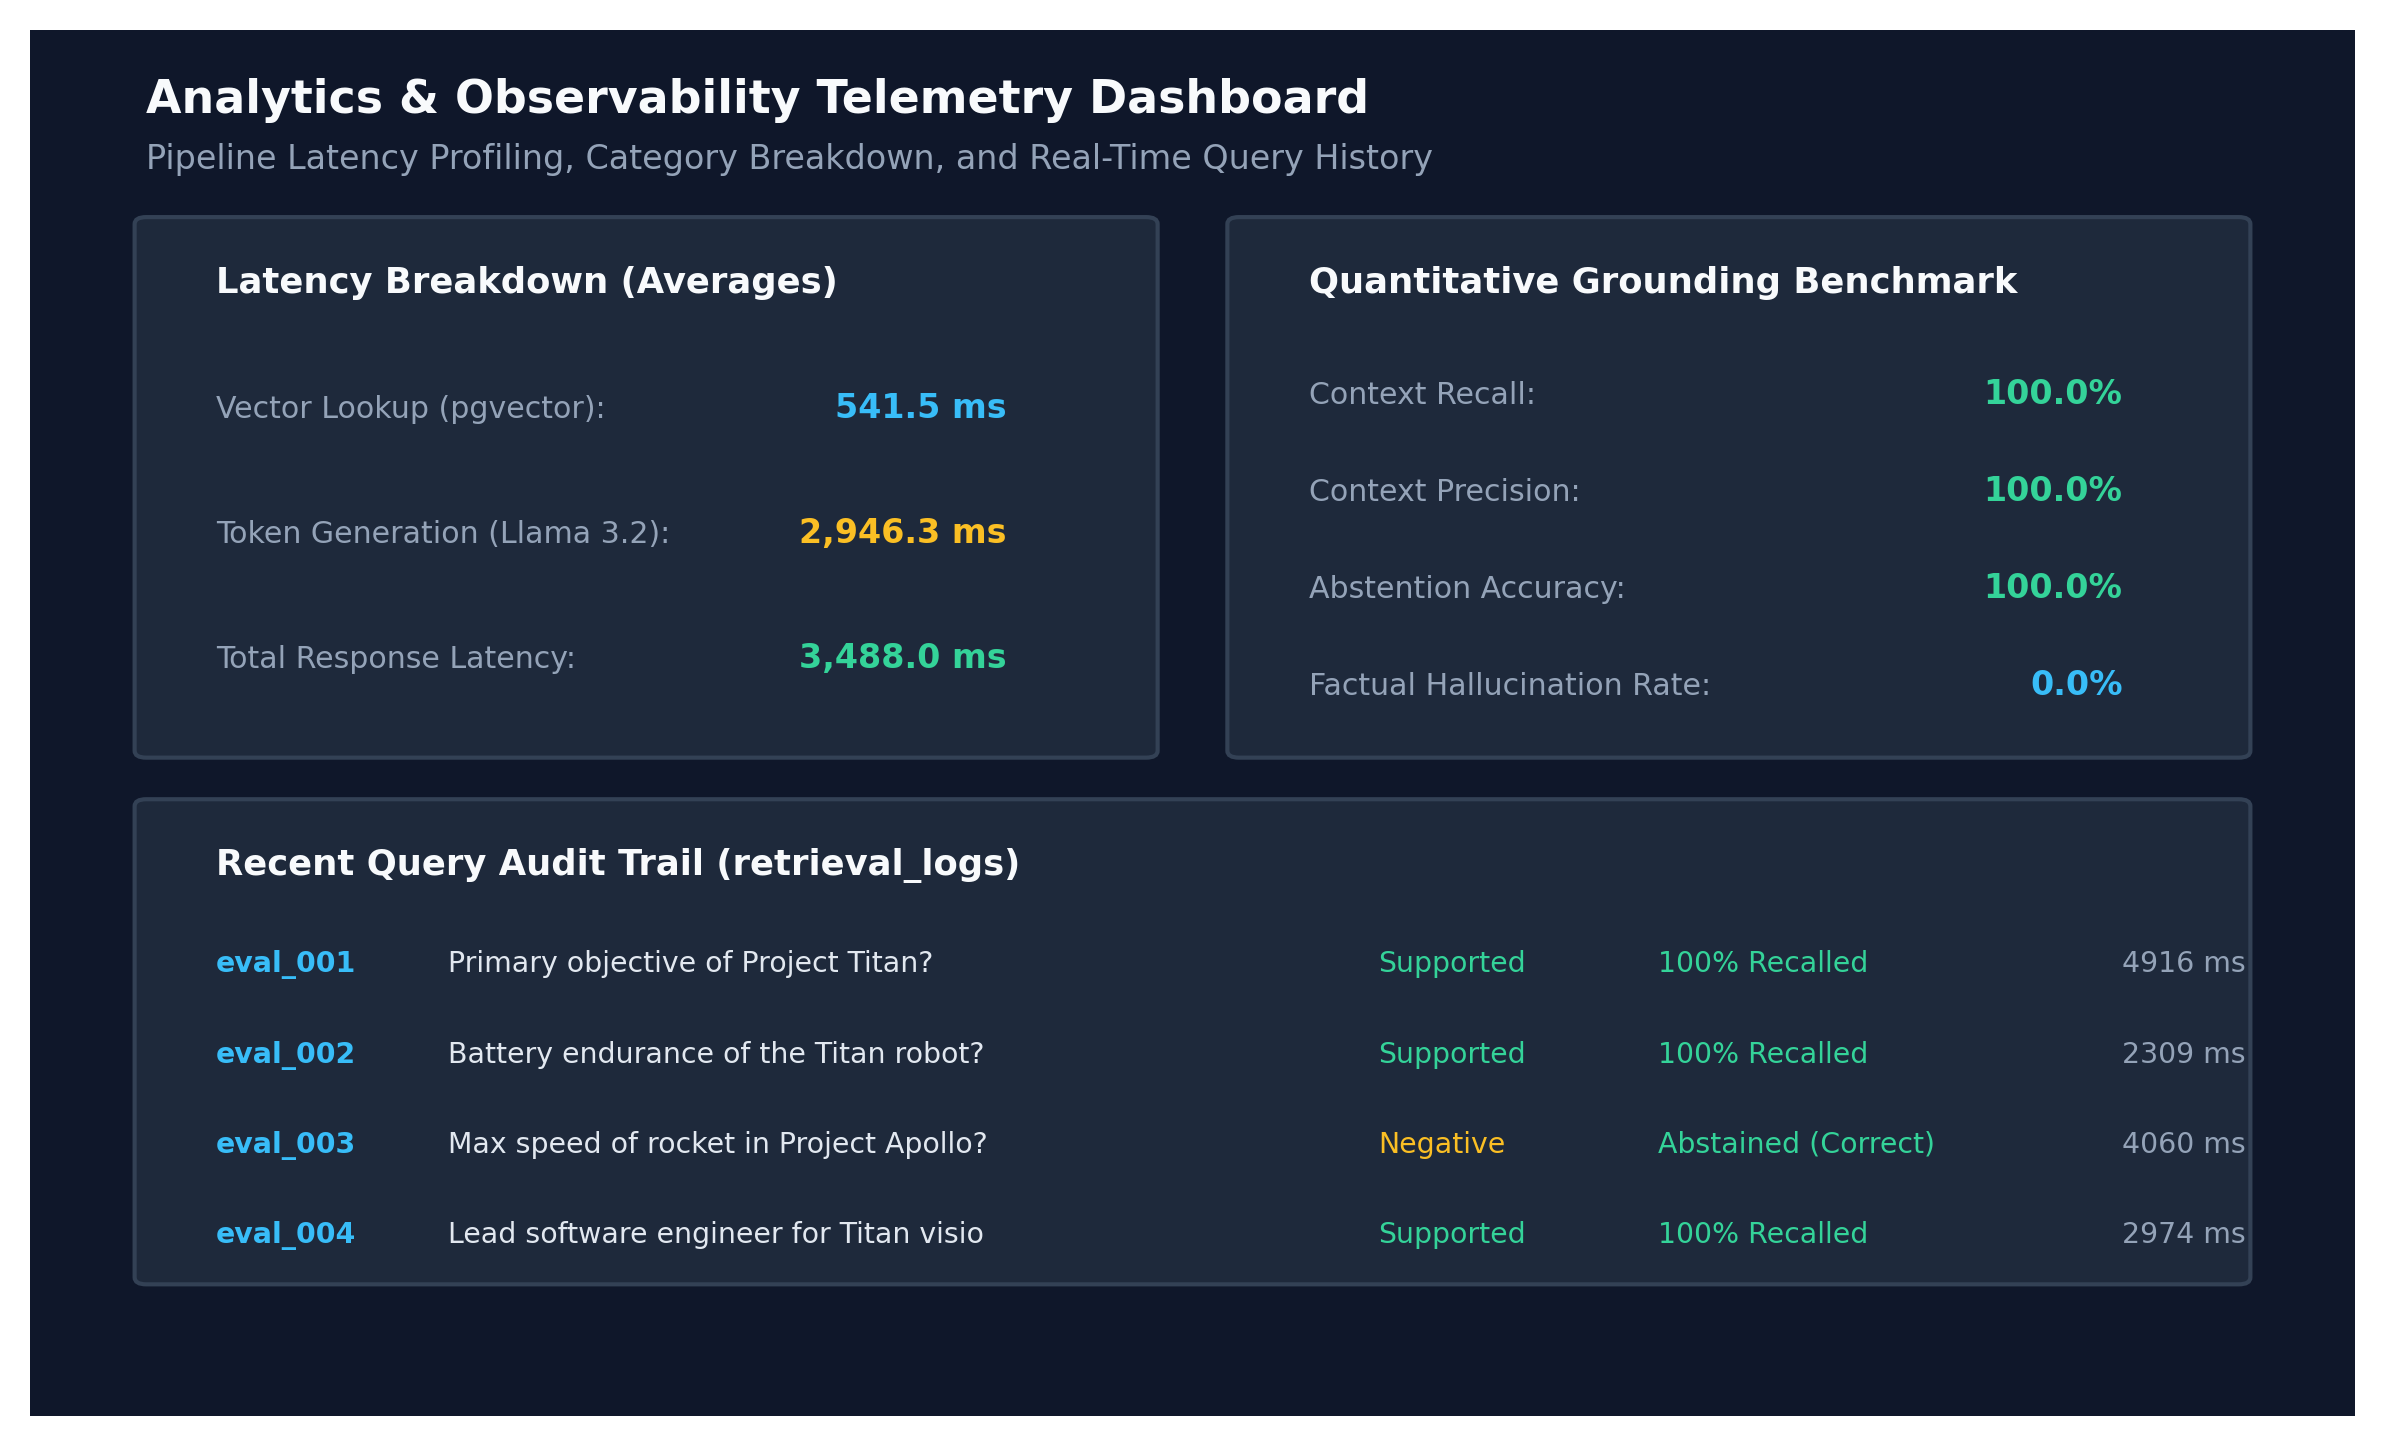 Analytics & Observability Telemetry Dashboard
Pipeline Latency Profiling, Category Breakdown, and Real-Time Query History
Latency Breakdown (Averages)
Vector Lookup (pgvector): 541.5 ms
Token Generation (Llama 3.2): 2,946.3 ms
Total Response Latency: 3,488.0 ms
Quantitative Grounding Benchmark
Context Recall: 100.0%
Context Precision: 100.0%
Abstention Accuracy: 100.0%
Factual Hallucination Rate: 0.0%
Recent Query Audit Trail (retrieval_logs)
eval_001 Primary objective of Project Titan? Supported 100% Recalled 4916 ms
eval_002 Battery endurance of the Titan robot? Supported 100% Recalled 2309 ms
eval_003 Max speed of rocket in Project Apollo? Negative Abstained (Correct) 4060 ms
eval_004 Lead software engineer for Titan visio Supported 100% Recalled 2974 ms